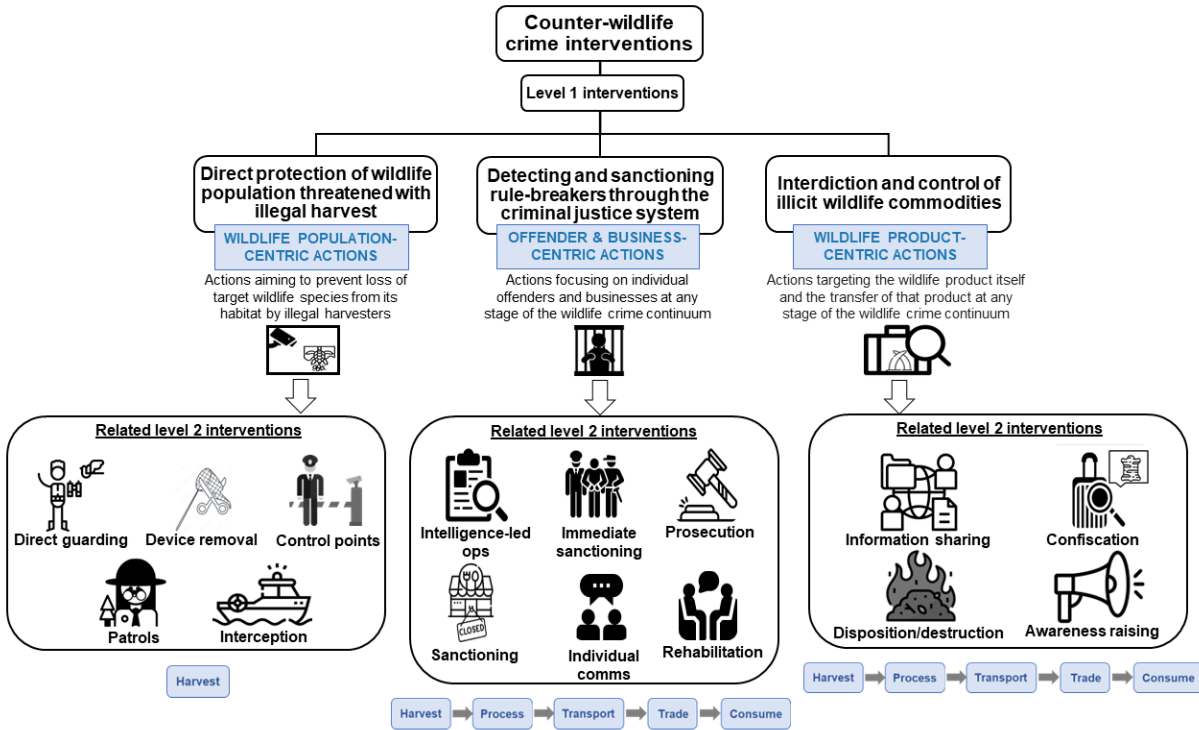 Counter-wildlife
crime interventions
Level 1 interventions
Direct protection of wildlife
population threatened with
illegal harvest
WILDLIFE POPULATION-
CENTRIC ACTIONS
Actions aiming to prevent loss of
target wildlife species from its
habitat by illegal harvesters
Detecting and sanctioning
rule-breakers through the
criminal justice system
OFFENDER & BUSINESS-
CENTRIC ACTIONS
Actions focusing on individual
offenders and businesses at any
stage of the wildlife crime continuum
Interdiction and control of
illicit wildlife commodities
WILDLIFE PRODUCT-
CENTRIC ACTIONS
Actions targeting the wildlife product itself
and the transfer of that product at any
stage of the wildlife crime continuum
Related level 2 interventions
Direct guarding
Device removal
Control points
Patrols
Interception
Harvest
Related level 2 interventions
Intelligence-led
ops
Immediate
sanctioning
Prosecution
CLOSED
Sanctioning
Individual
comms
Rehabilitation
Harvest
Process
Transport
Trade
Consume
Related level 2 interventions
Information sharing
Confiscation
Disposition/destruction
Awareness raising
Harvest
Process
Transport
Trade
Consume